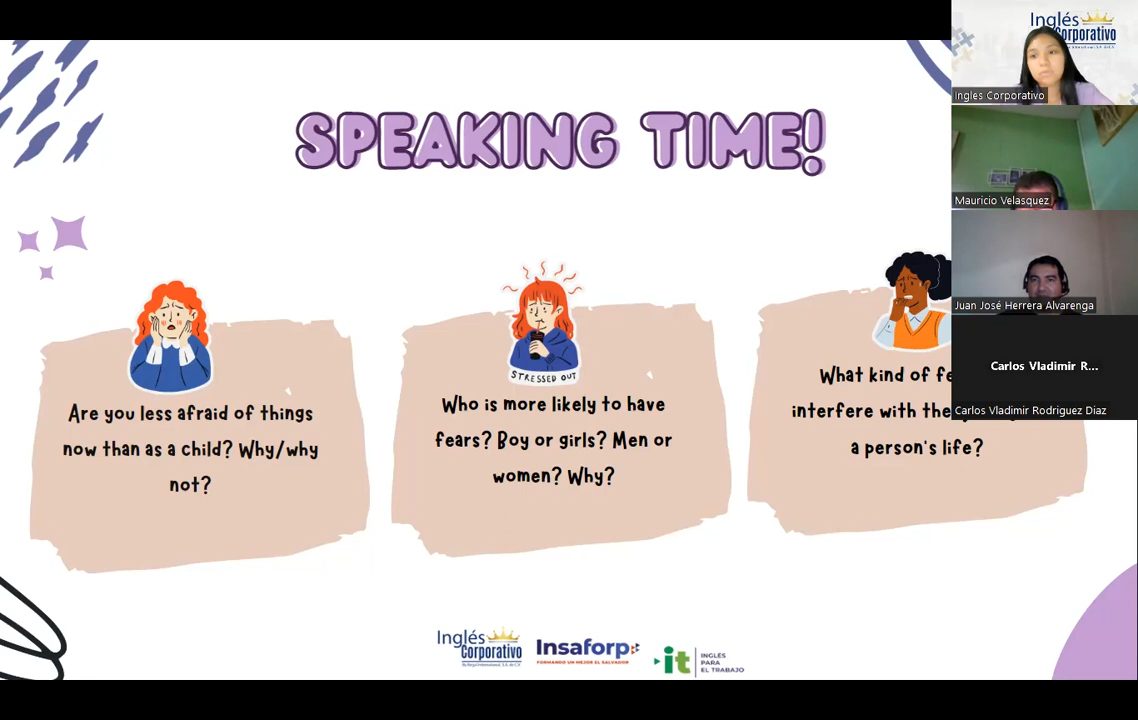 SPEAKING TIME!
Are you less afraid of things
now than as a child? Why/why
not?
STRESSED OUT
Who is more likely to have
fears? Boy or girls? Men or
women? Why?
What kind of
interfere with
a person's life?
Inglés
Corporativo
Insaforp
FORMANDO UN MEJOR EL SALVADOR
it
INGLÉS
PARA
EL TRABAJO
Inglés
Corporativo
Ingles Corporativo
Mauricio Velasquez
Juan José Herrera Alvarenga
Carlos Vladimir R...
Carlos Vladimir Rodriguez Diaz